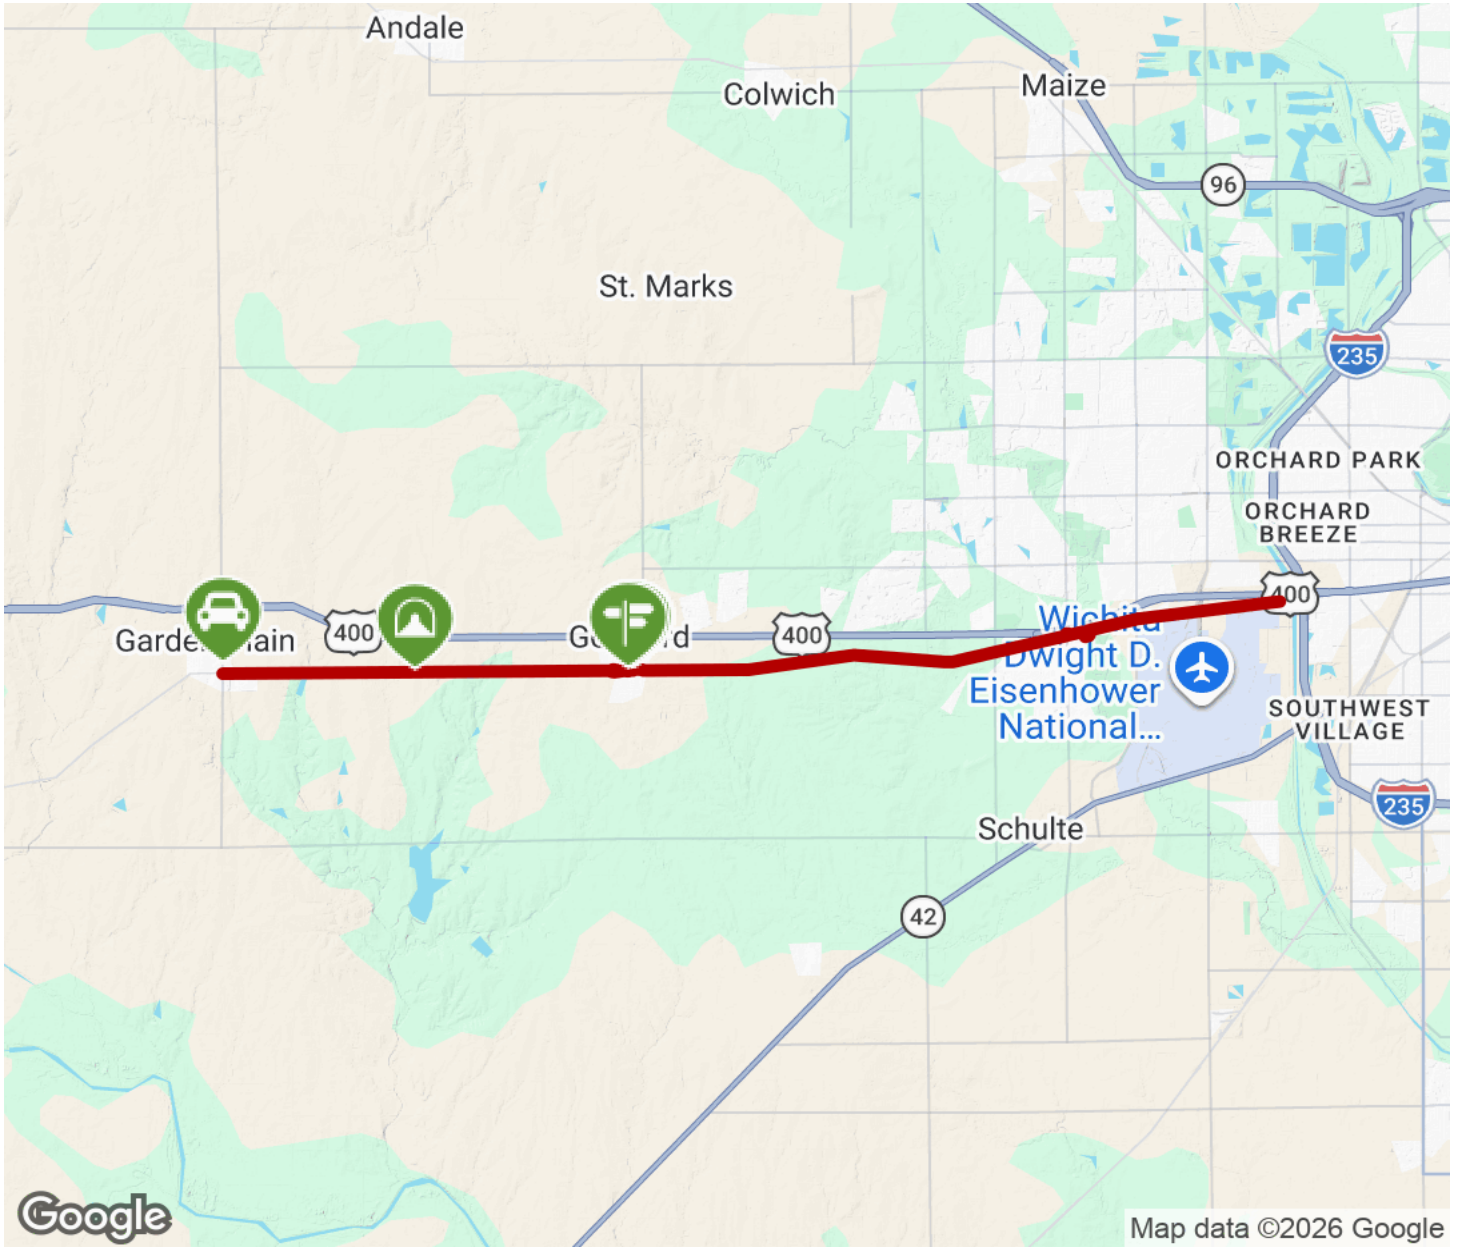 Andale
Colwich
Maize
96
St. Marks
235
ORCHARD PARK
ORCHARD
BREEZE
400
400
400
Wichita
Dwight D.
Eisenhower
National...
SOUTHWEST
VILLAGE
235
Schulte
42
Google
Map data ©2026 Google